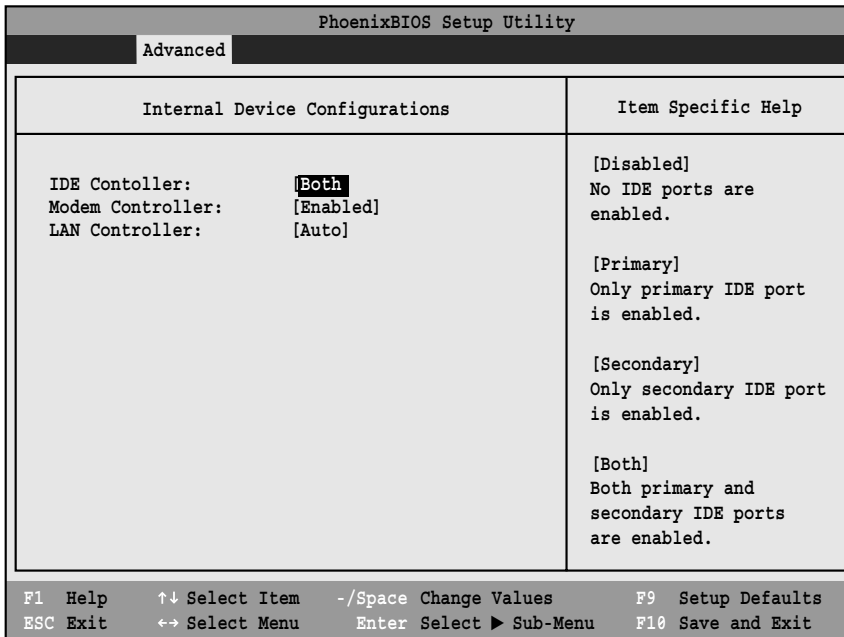 PhoenixBIOS Setup Utility
Advanced
Internal Device Configurations
IDE Contoller: [Both
Modem Controller: [Enabled]
LAN Controller: [Auto]
Item Specific Help
[Disabled]
No IDE ports are
enabled.
[Primary]
Only primary IDE port
is enabled.
[Secondary]
Only secondary IDE port
is enabled.
[Both]
Both primary and
secondary IDE ports
are enabled.
F1 Help ↑↓ Select Item -/Space Change Values F9 Setup Defaults
ESC Exit ←→ Select Menu Enter Select ▶ Sub-Menu F10 Save and Exit